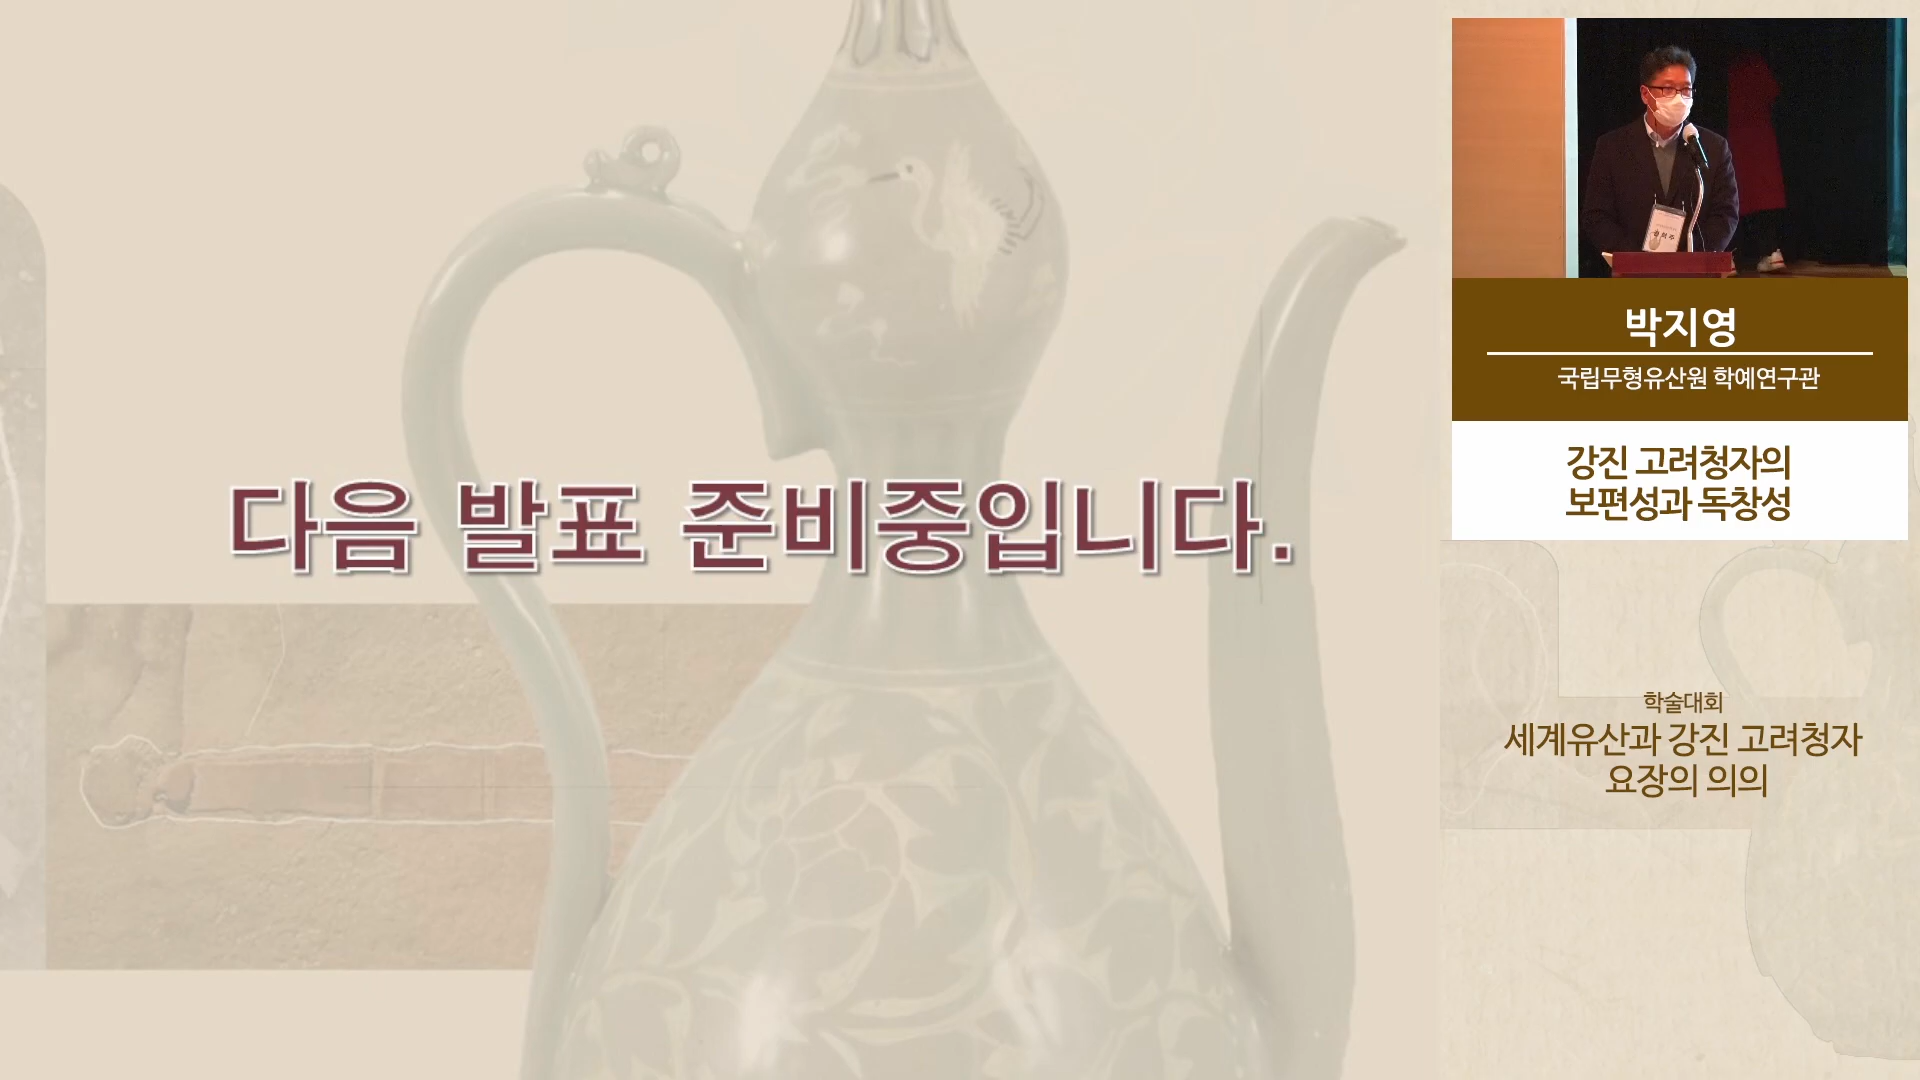 다음 발표 준비중입니다.
박지영
국립무형유산원 학예연구관
강진 고려청자의
보편성과 독창성
학술대회
세계유산과 강진 고려청자
요장의 의의